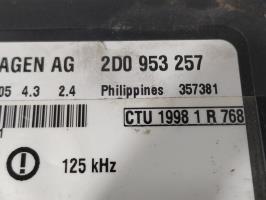 AGEN AG 2D0 953 257
05 4.3 2.4 Philippines 357381
CTU 1998 1 R 768
125 kHz